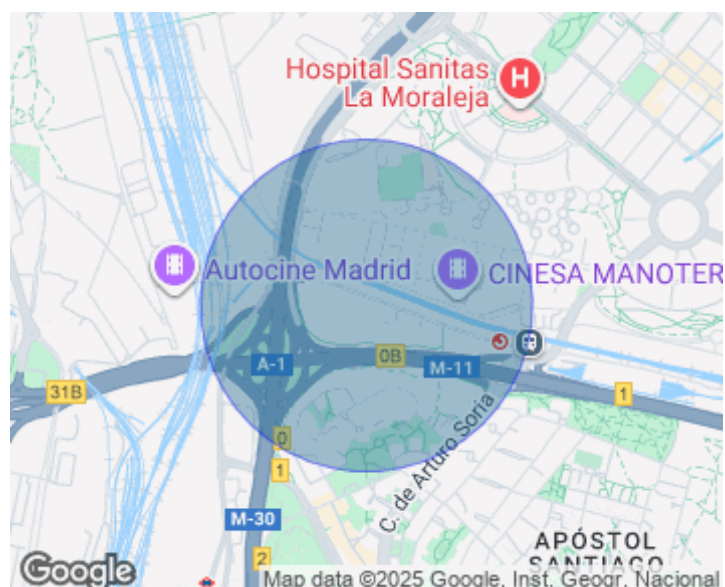 Hospital Sanitas
La Moraleja
H
Autocine Madrid
CINESA MANOTER
0B
A-1
M-11
31B
1
C. de Arturo Soria
0
1
M-30
APÓSTOL
SANTIAGO
2
Google
Map data ©2025 Google, Inst. Geogr. Nacional